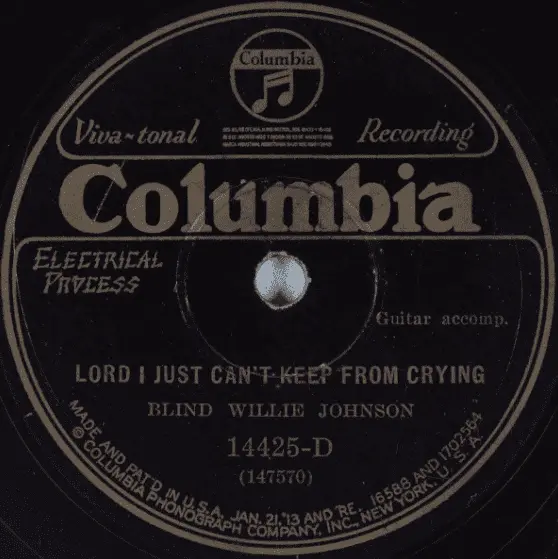 Columbia
Viva~tonal
Recording
Columbia
ELECTRICAL
PROCESS
Guitar accomp.
LORD I JUST CAN'T KEEP FROM CRYING
BLIND WILLIE JOHNSON
14425-D
(147570)
MADE AND PAT'D IN U.S.A. JAN. 21,'13 AND RE. 16588 AND 1702564
© COLUMBIA PHONOGRAPH COMPANY, INC., NEW YORK, U.S.A.